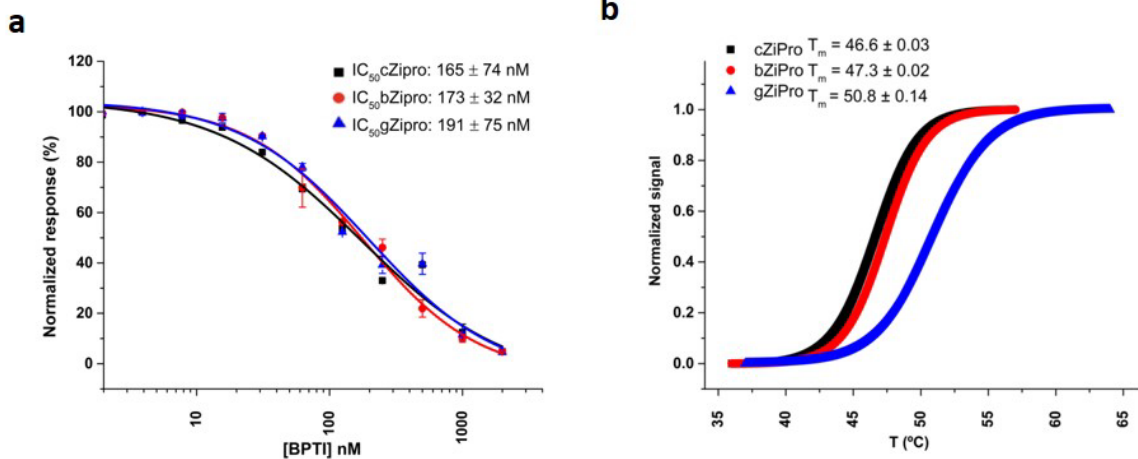 a
120
100
80
60
40
20
0
Normalized response (%)
IC50cZipro: 165 ± 74 nM
IC50bZipro: 173 ± 32 nM
IC50gZipro: 191 ± 75 nM
10
100
1000
[BPTI] nM
b
cZiPro Tm = 46.6 ± 0.03
bZiPro Tm = 47.3 ± 0.02
gZiPro Tm = 50.8 ± 0.14
1.0
0.8
0.6
0.4
0.2
0.0
Normalized signal
35
40
45
50
55
60
65
T (ºC)